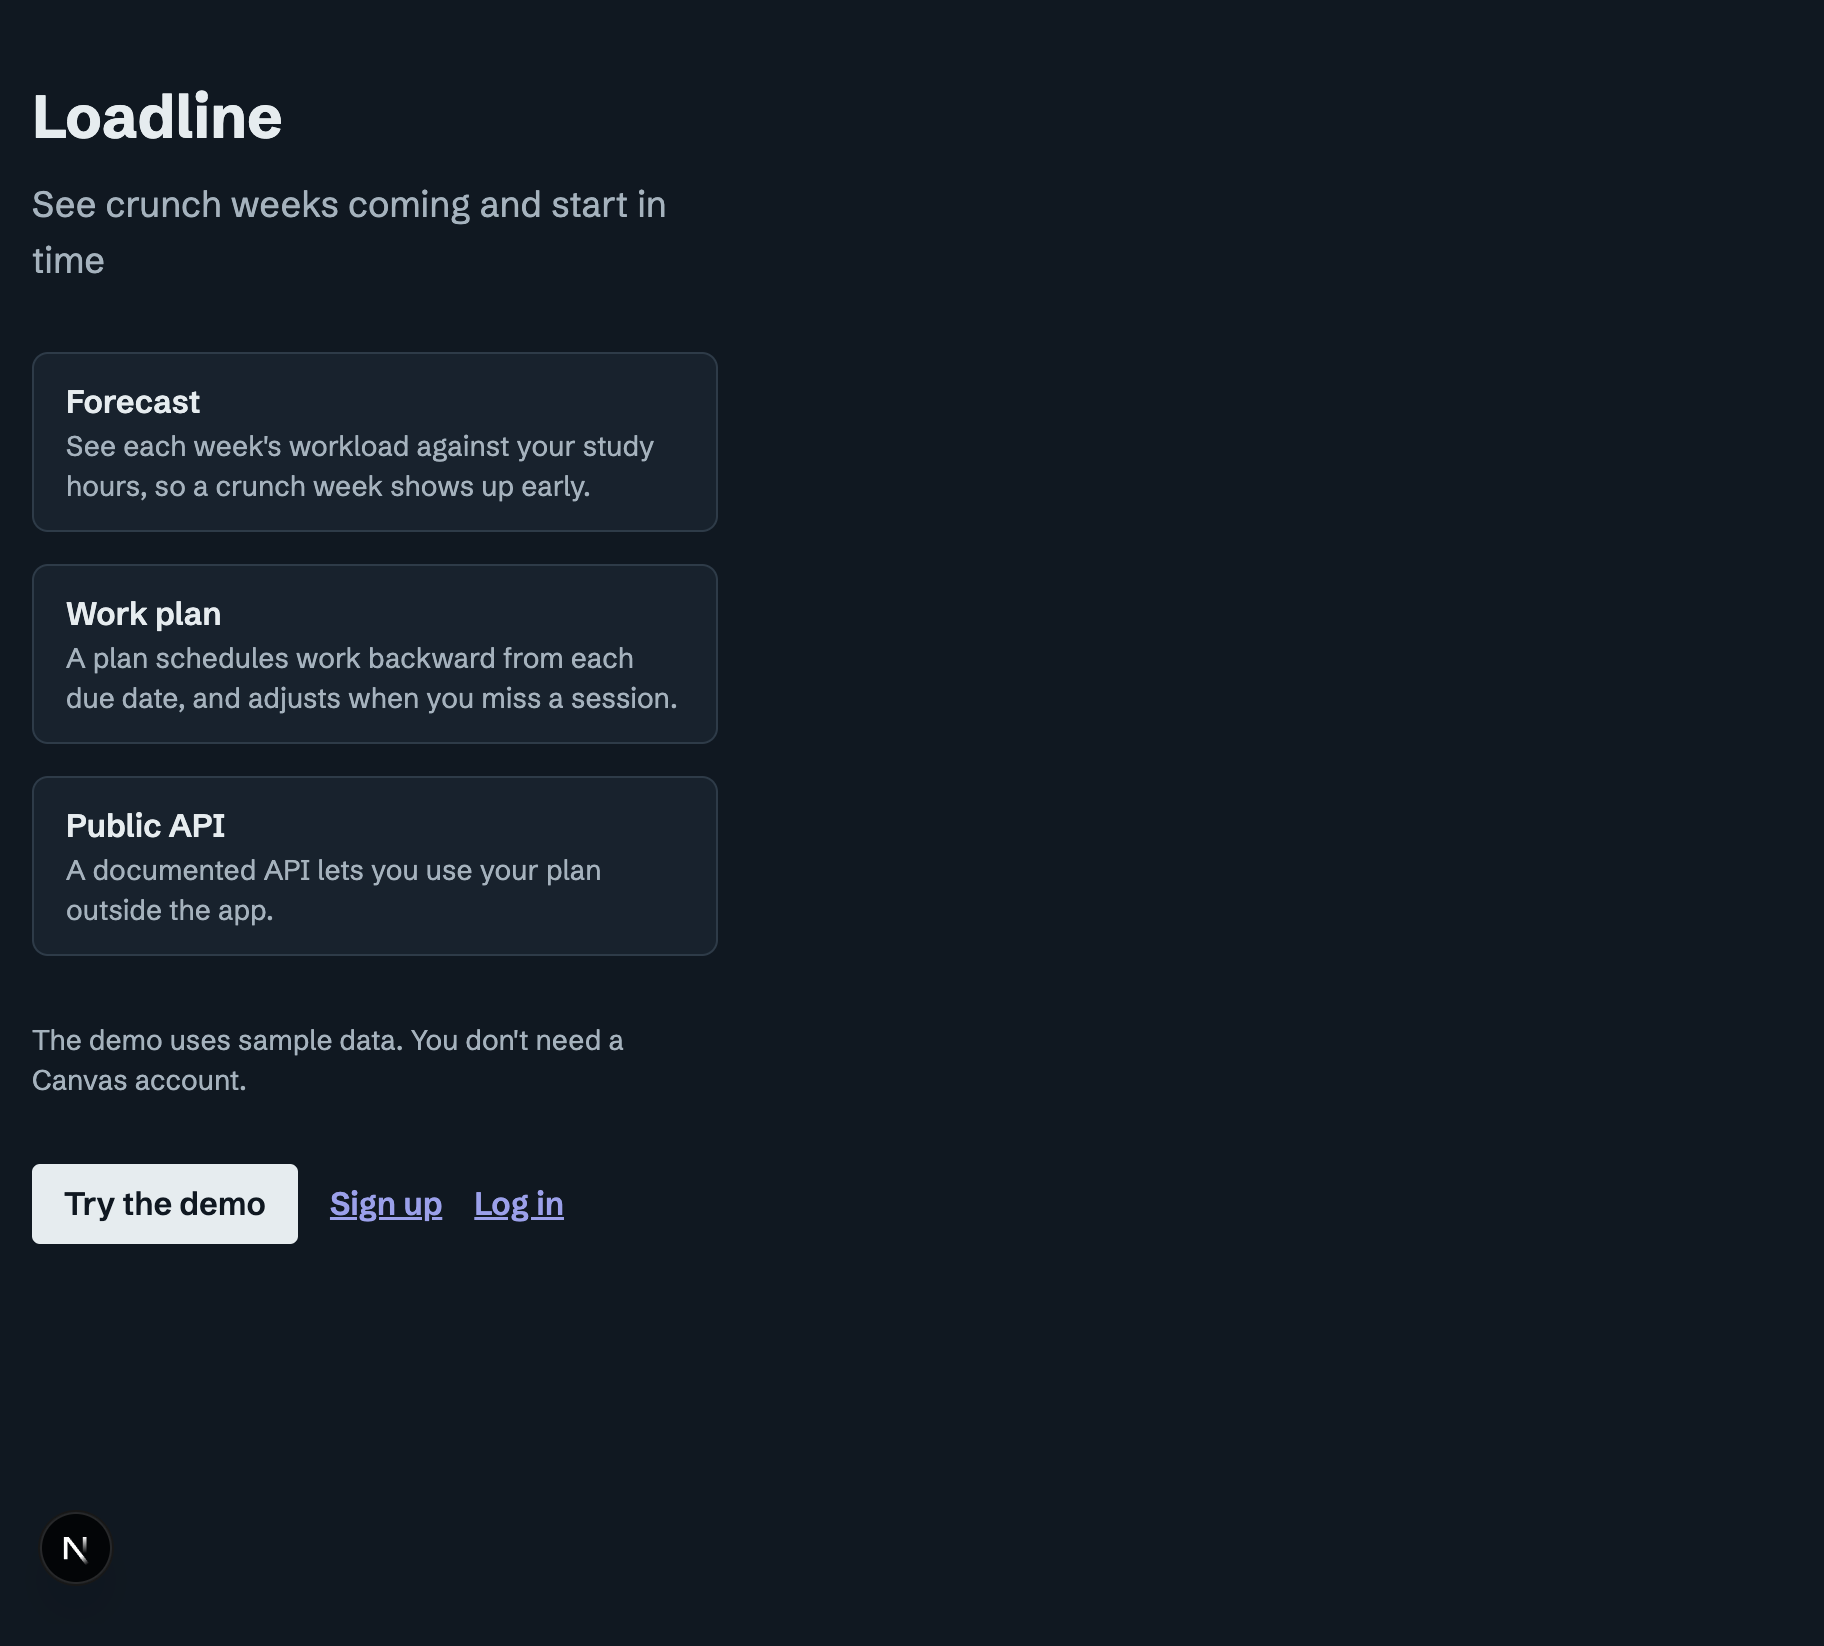 Loadline
See crunch weeks coming and start in
time
Forecast
See each week's workload against your study
hours, so a crunch week shows up early.
Work plan
A plan schedules work backward from each
due date, and adjusts when you miss a session.
Public API
A documented API lets you use your plan
outside the app.
The demo uses sample data. You don't need a
Canvas account.
Try the demo Sign up Log in
N